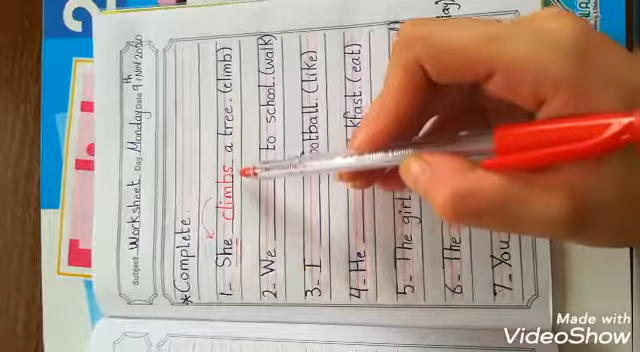 Subject: Worksheet Day: Monday Date: 9th Nov 2020
*Complete.
1- She climbs a tree. (climb)
2- We to school. (walk)
3- I football. (like)
4- He kfast. (eat)
5- The girl
6- The
7- You
Made with
VideoShow